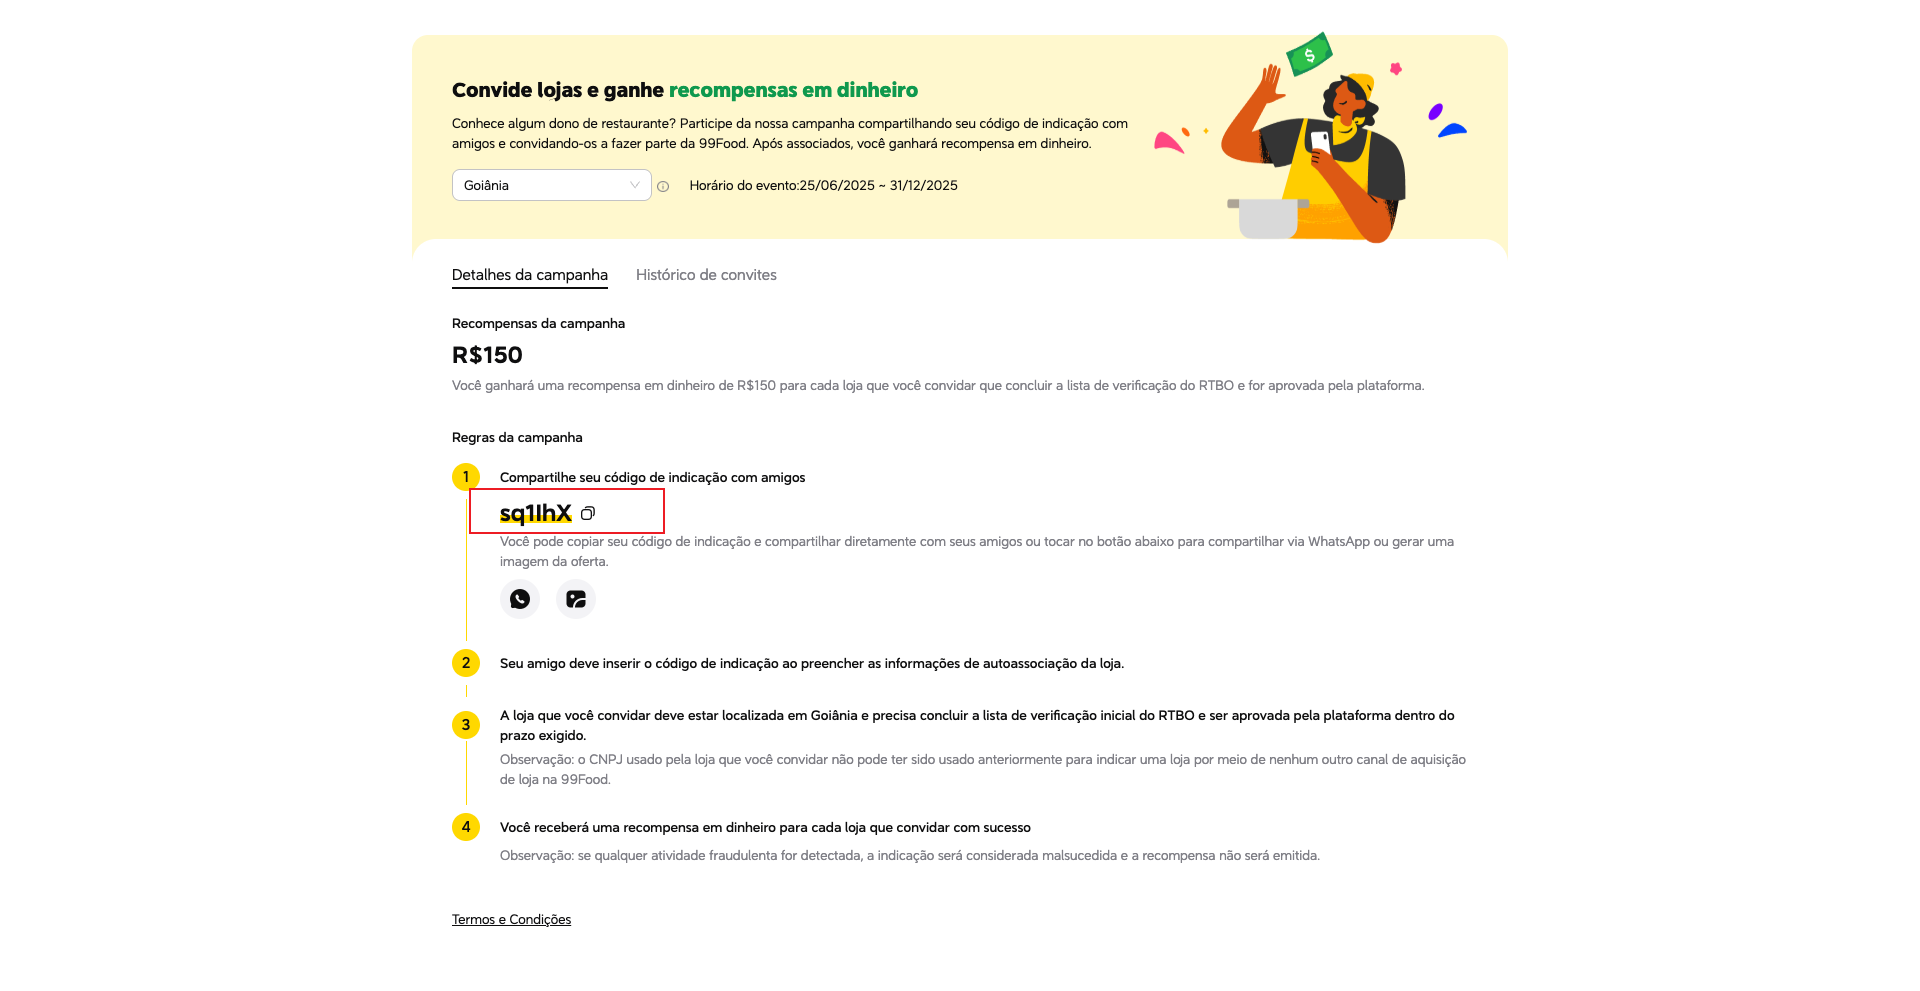 Convide lojas e ganhe recompensas em dinheiro
Conhece algum dono de restaurante? Participe da nossa campanha compartilhando seu código de indicação com
amigos e convidando-os a fazer parte da 99Food. Após associados, você ganhará recompensa em dinheiro.
Goiânia
Horário do evento:25/06/2025 ~ 31/12/2025
$
Detalhes da campanha
Histórico de convites
Recompensas da campanha
R$150
Você ganhará uma recompensa em dinheiro de R$150 para cada loja que você convidar que concluir a lista de verificação do RTBO e for aprovada pela plataforma.
Regras da campanha
1
Compartilhe seu código de indicação com amigos
sq1IhX
Você pode copiar seu código de indicação e compartilhar diretamente com seus amigos ou tocar no botão abaixo para compartilhar via WhatsApp ou gerar uma
imagem da oferta.
2
Seu amigo deve inserir o código de indicação ao preencher as informações de autoassociação da loja.
3
A loja que você convidar deve estar localizada em Goiânia e precisa concluir a lista de verificação inicial do RTBO e ser aprovada pela plataforma dentro do
prazo exigido.
Observação: o CNPJ usado pela loja que você convidar não pode ter sido usado anteriormente para indicar uma loja por meio de nenhum outro canal de aquisição
de loja na 99Food.
4
Você receberá uma recompensa em dinheiro para cada loja que convidar com sucesso
Observação: se qualquer atividade fraudulenta for detectada, a indicação será considerada malsucedida e a recompensa não será emitida.
Termos e Condições